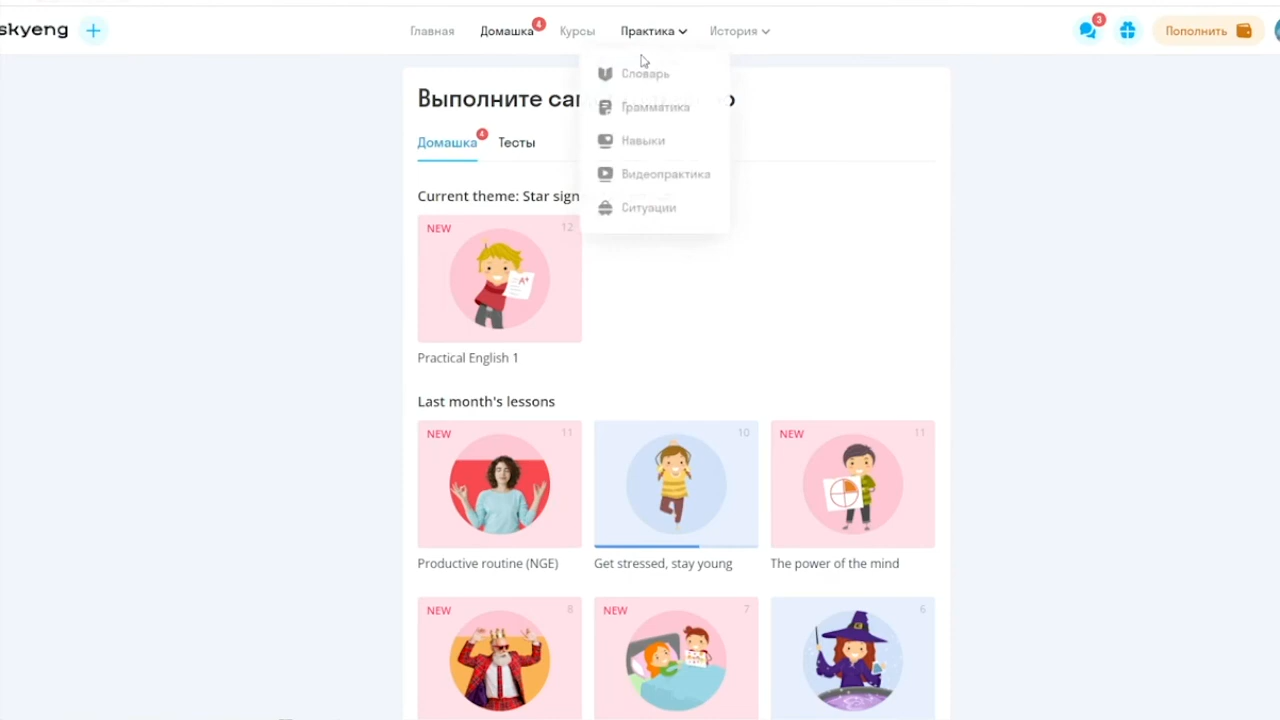 skyeng
Главная Домашка 4 Курсы Практика История 3 Пополнить
Словарь
Грамматика
Навыки
Видеопрактика
Ситуации
Выполните
Домашка 4 Тесты
Current theme: Star sign
NEW 12
A+
Practical English 1
Last month's lessons
NEW 11 10 NEW 11
Productive routine (NGE) Get stressed, stay young The power of the mind
NEW 8 NEW 7 6